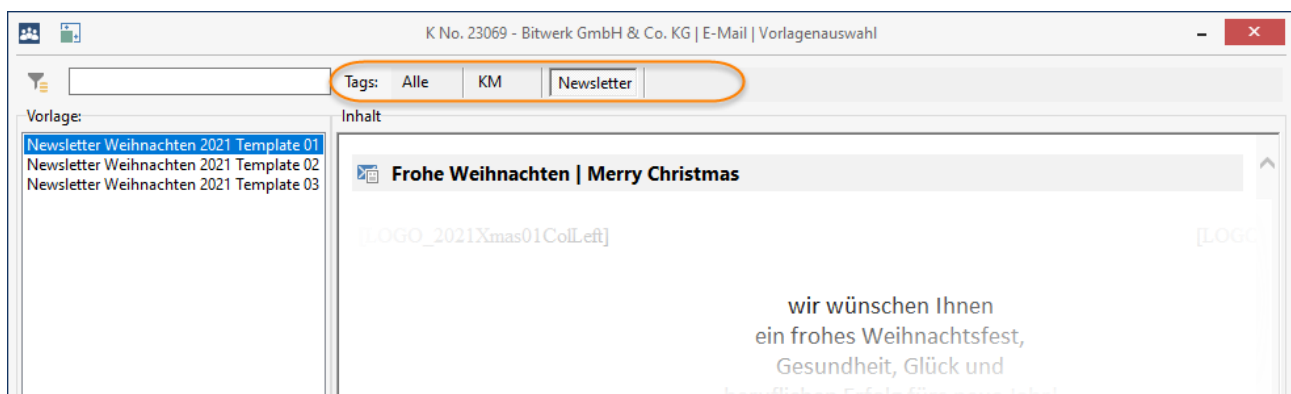 K No. 23069 - Bitwerk GmbH & Co. KG | E-Mail | Vorlagenauswahl
Tags: Alle KM Newsletter
Vorlage:
Inhalt
Newsletter Weihnachten 2021 Template 01
Newsletter Weihnachten 2021 Template 02
Newsletter Weihnachten 2021 Template 03
Frohe Weihnachten | Merry Christmas
[LOGO_2021Xmas01ColLeft]
wir wünschen Ihnen
ein frohes Weihnachtsfest,
Gesundheit, Glück und